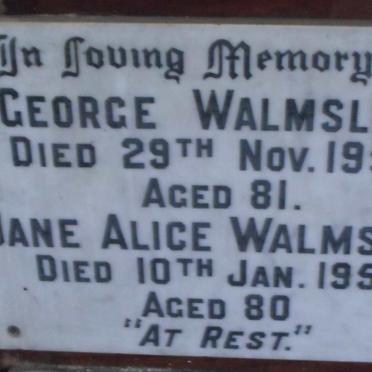 In Loving Memory
GEORGE WALMSL
DIED 29TH NOV. 19
AGED 81.
JANE ALICE WALMS
DIED 10TH JAN. 195
AGED 80
"AT REST."